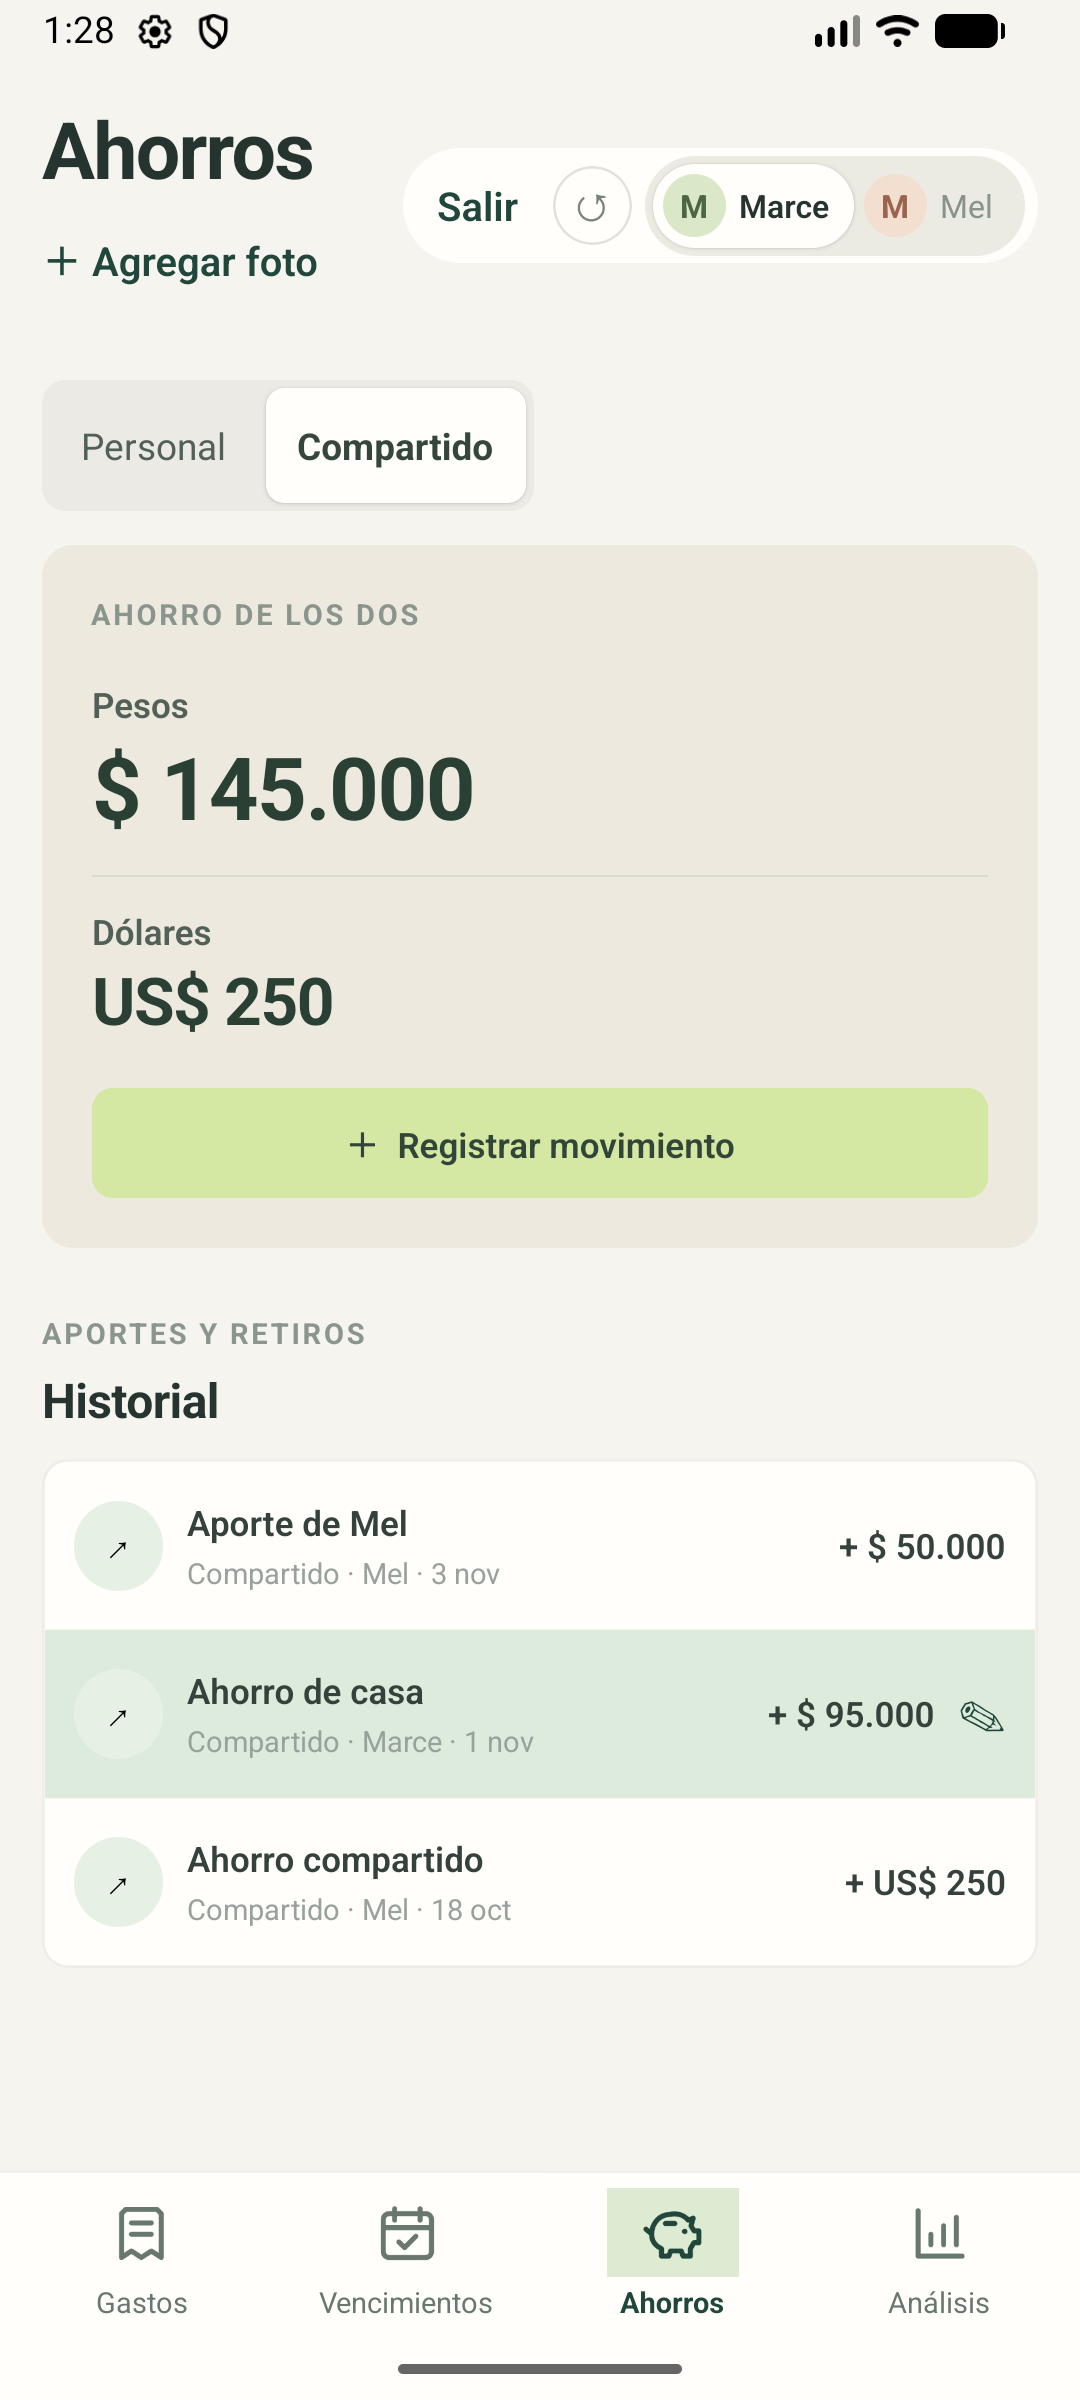 1:28
Ahorros
+ Agregar foto
Salir
M Marce
M Mel
Personal
Compartido
AHORRO DE LOS DOS
Pesos
$ 145.000
Dólares
US$ 250
+ Registrar movimiento
APORTES Y RETIROS
Historial
Aporte de Mel
Compartido · Mel · 3 nov
+ $ 50.000
Ahorro de casa
Compartido · Marce · 1 nov
+ $ 95.000
Ahorro compartido
Compartido · Mel · 18 oct
+ US$ 250
Gastos
Vencimientos
Ahorros
Análisis